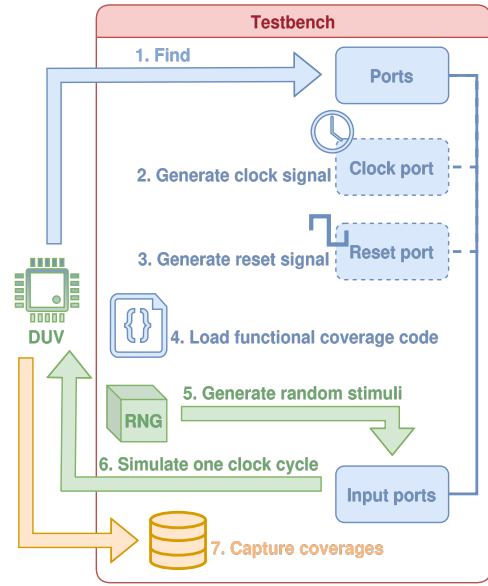 Testbench
1. Find
Ports
2. Generate clock signal
Clock port
3. Generate reset signal
Reset port
DUV
{}
4. Load functional coverage code
5. Generate random stimuli
RNG
6. Simulate one clock cycle
Input ports
7. Capture coverages